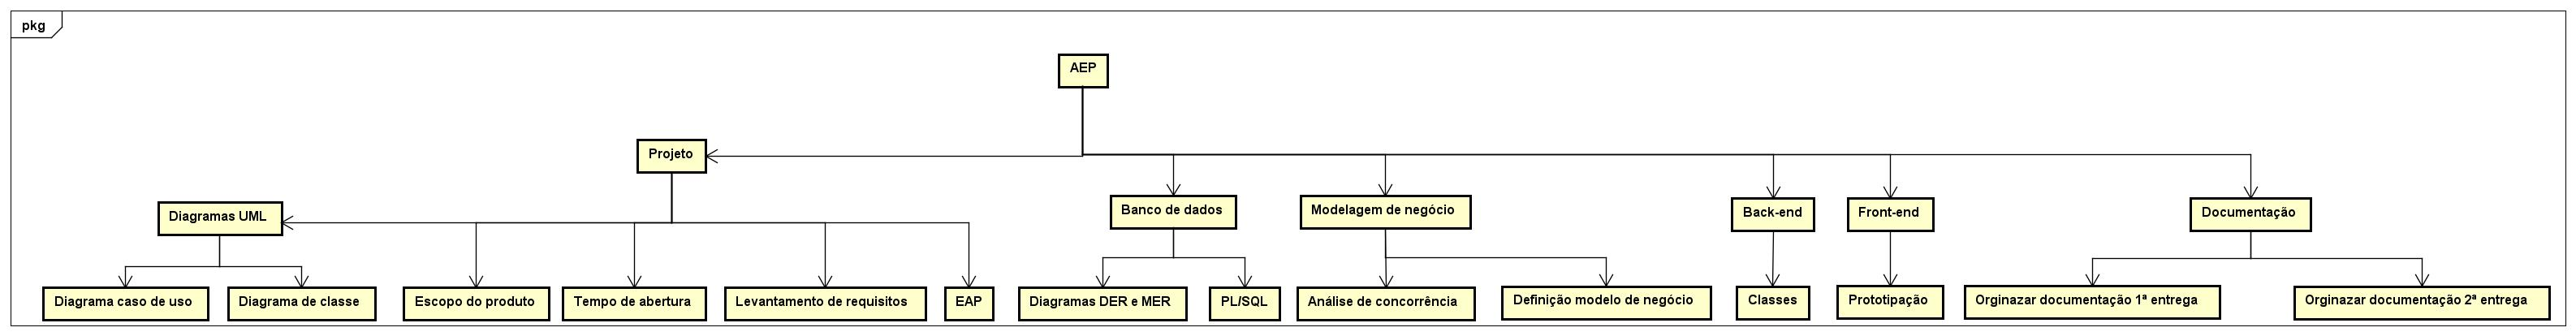 pkg
AEP
Projeto
Diagramas UML
Banco de dados
Modelagem de negócio
Back-end
Front-end
Documentação
Diagrama caso de uso
Diagrama de classe
Escopo do produto
Tempo de abertura
Levantamento de requisitos
EAP
Diagramas DER e MER
PL/SQL
Análise de concorrência
Definição modelo de negócio
Classes
Prototipação
Orginazar documentação 1ª entrega
Orginazar documentação 2ª entrega